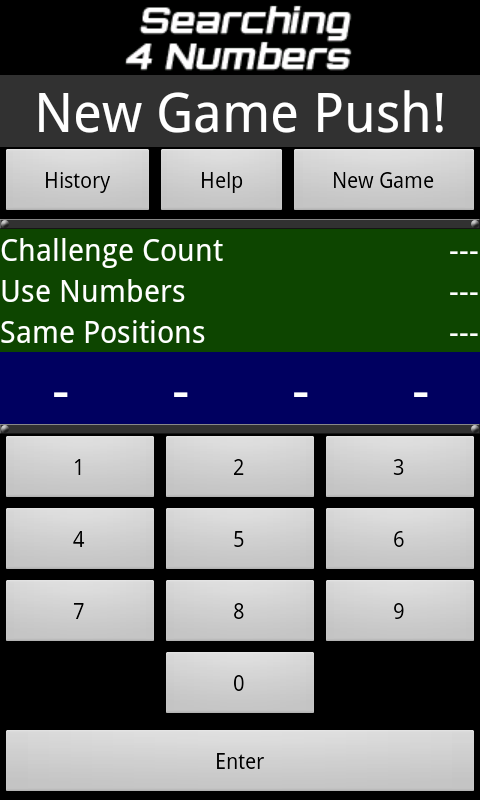 Searching
4 Numbers
New Game Push!
History Help New Game
Challenge Count ---
Use Numbers ---
Same Positions ---
- - - -
1 2 3
4 5 6
7 8 9
0
Enter